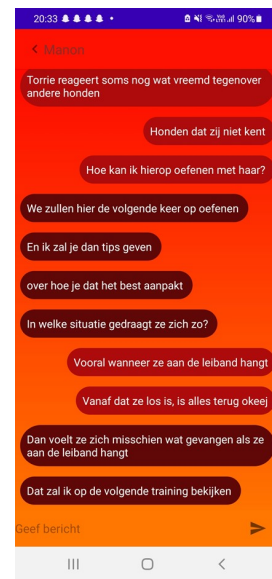 20:33
90%
Manon
Torrie reageert soms nog wat vreemd tegenover
andere honden
Honden dat zij niet kent
Hoe kan ik hierop oefenen met haar?
We zullen hier de volgende keer op oefenen
En ik zal je dan tips geven
over hoe je dat het best aanpakt
In welke situatie gedraagt ze zich zo?
Vooral wanneer ze aan de leiband hangt
Vanaf dat ze los is, is alles terug okeej
Dan voelt ze zich misschien wat gevangen als ze
aan de leiband hangt
Dat zal ik op de volgende training bekijken
Geef bericht